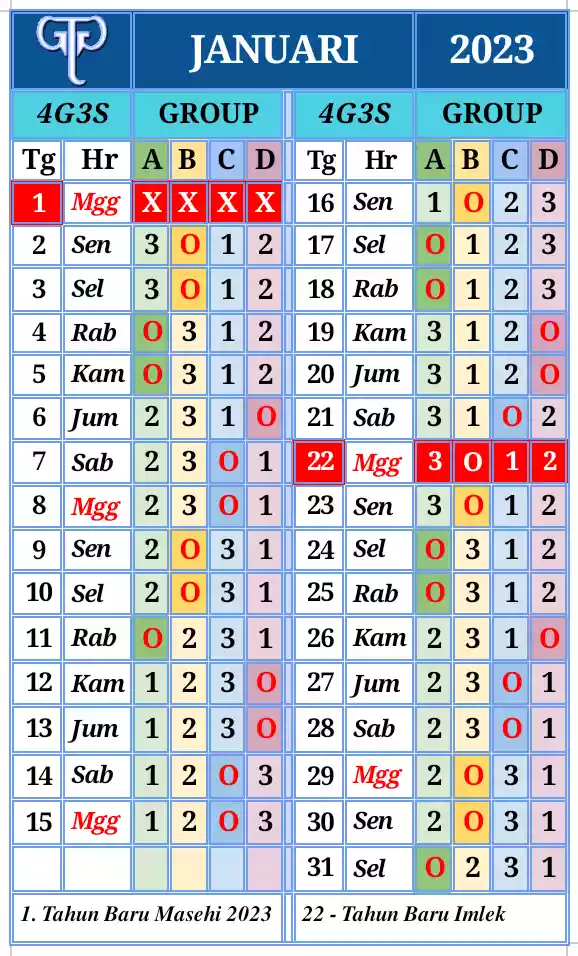 JANUARI 2023
4G3S GROUP 4G3S GROUP
Tg Hr A B C D Tg Hr A B C D
1 Mgg X X X X 16 Sen 1 O 2 3
2 Sen 3 O 1 2 17 Sel O 1 2 3
3 Sel 3 O 1 2 18 Rab O 1 2 3
4 Rab O 3 1 2 19 Kam 3 1 2 O
5 Kam O 3 1 2 20 Jum 3 1 2 O
6 Jum 2 3 1 O 21 Sab 3 1 O 2
7 Sab 2 3 O 1 22 Mgg 3 O 1 2
8 Mgg 2 3 O 1 23 Sen 3 O 1 2
9 Sen 2 O 3 1 24 Sel O 3 1 2
10 Sel 2 O 3 1 25 Rab O 3 1 2
11 Rab O 2 3 1 26 Kam 2 3 1 O
12 Kam 1 2 3 O 27 Jum 2 3 O 1
13 Jum 1 2 3 O 28 Sab 2 3 O 1
14 Sab 1 2 O 3 29 Mgg 2 O 3 1
15 Mgg 1 2 O 3 30 Sen 2 O 3 1
31 Sel O 2 3 1
1. Tahun Baru Masehi 2023 22 - Tahun Baru Imlek